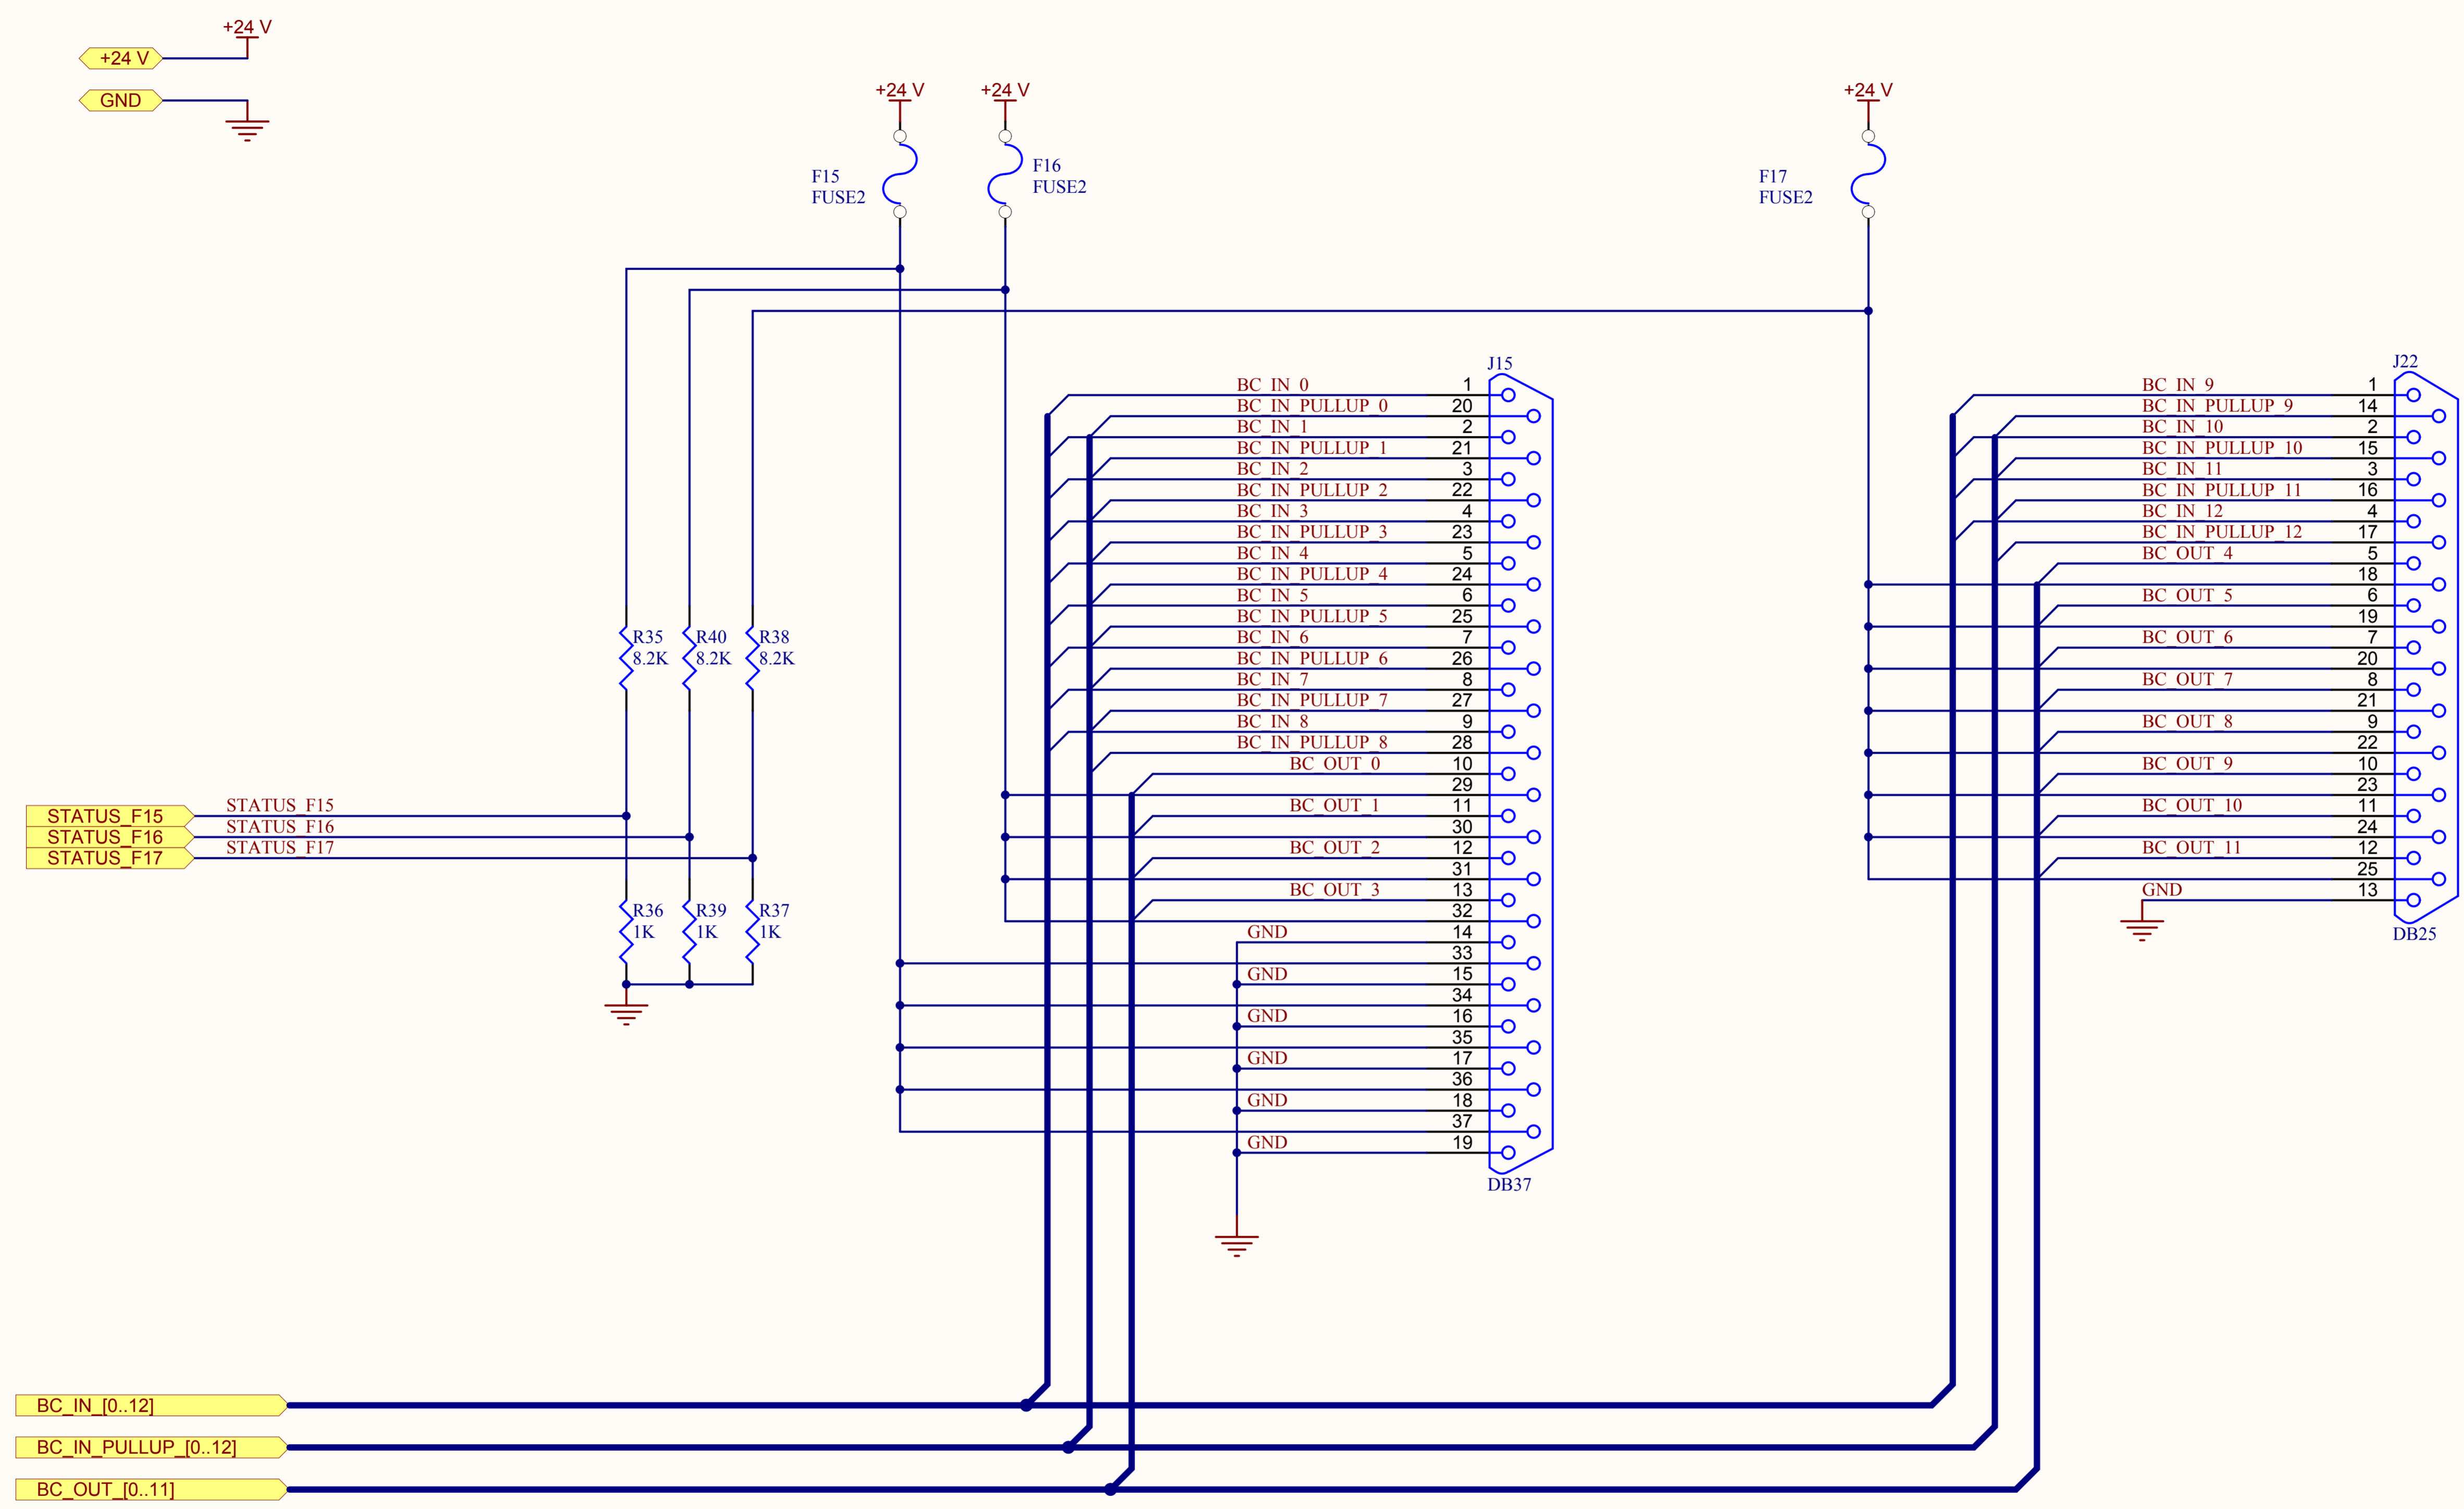 +24 V
+24 V
GND
+24 V
+24 V
+24 V
F15
FUSE2
F16
FUSE2
F17
FUSE2
R35
8.2K
R40
8.2K
R38
8.2K
STATUS_F15
STATUS_F15
STATUS_F16
STATUS_F16
STATUS_F17
STATUS_F17
R36
1K
R39
1K
R37
1K
J15
BC_IN_0 1
BC_IN_PULLUP_0 20
BC_IN_1 2
BC_IN_PULLUP_1 21
BC_IN_2 3
BC_IN_PULLUP_2 22
BC_IN_3 4
BC_IN_PULLUP_3 23
BC_IN_4 5
BC_IN_PULLUP_4 24
BC_IN_5 6
BC_IN_PULLUP_5 25
BC_IN_6 7
BC_IN_PULLUP_6 26
BC_IN_7 8
BC_IN_PULLUP_7 27
BC_IN_8 9
BC_IN_PULLUP_8 28
BC_OUT_0 10
29
BC_OUT_1 11
30
BC_OUT_2 12
31
BC_OUT_3 13
32
GND 14
33
GND 15
34
GND 16
35
GND 17
36
GND 18
37
GND 19
DB37
J22
BC_IN_9 1
BC_IN_PULLUP_9 14
BC_IN_10 2
BC_IN_PULLUP_10 15
BC_IN_11 3
BC_IN_PULLUP_11 16
BC_IN_12 4
BC_IN_PULLUP_12 17
BC_OUT_4 5
18
BC_OUT_5 6
19
BC_OUT_6 7
20
BC_OUT_7 8
21
BC_OUT_8 9
22
BC_OUT_9 10
23
BC_OUT_10 11
24
BC_OUT_11 12
25
GND 13
DB25
BC_IN_[0..12]
BC_IN_PULLUP_[0..12]
BC_OUT_[0..11]